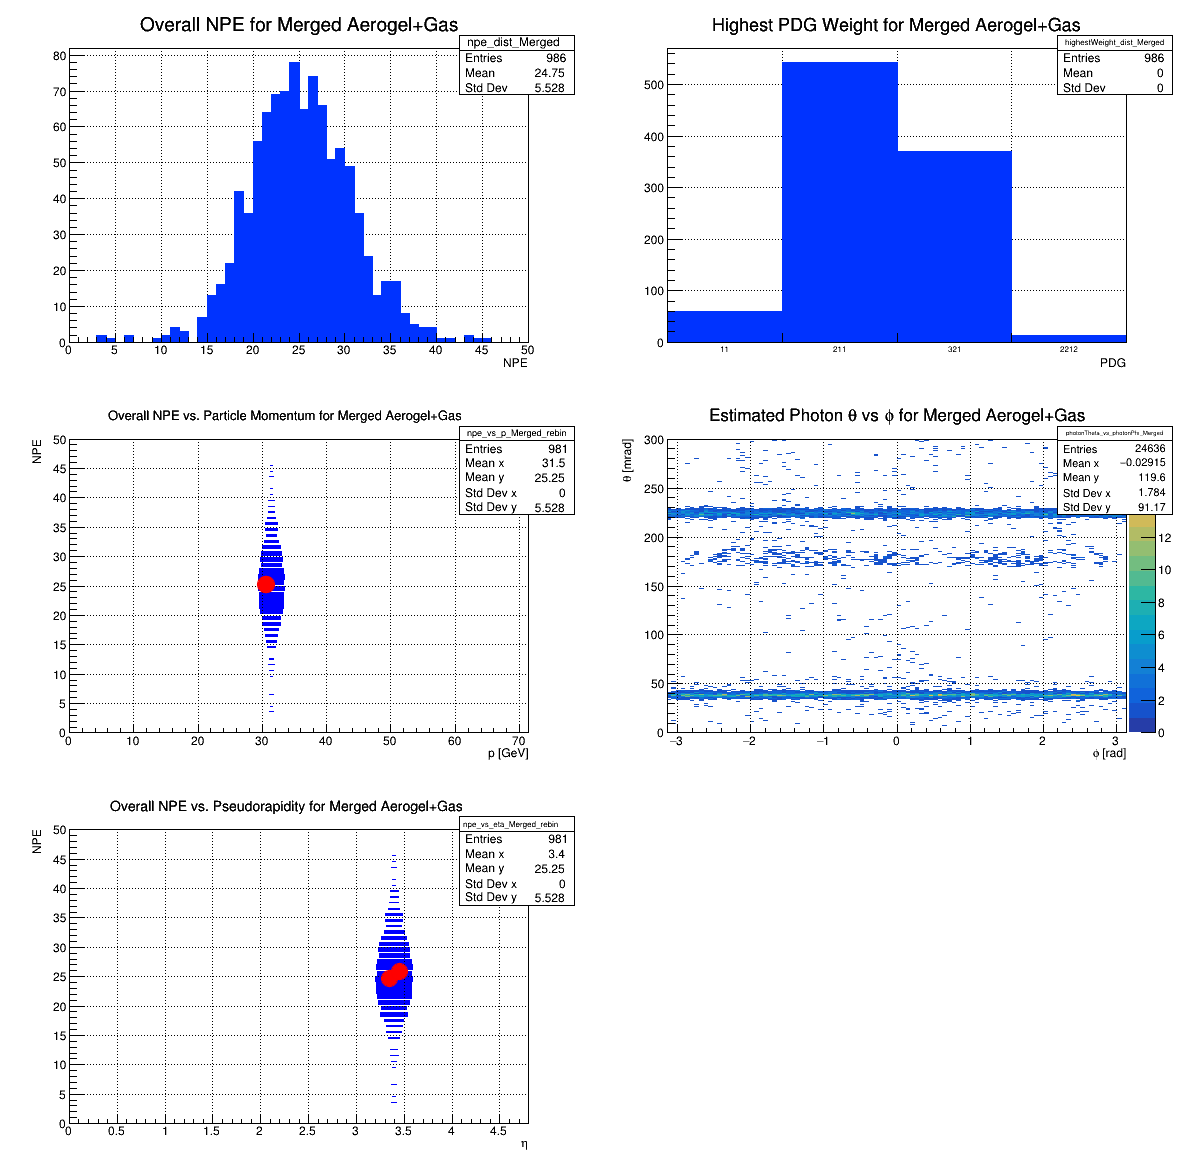 Overall NPE for Merged Aerogel+Gas
npe_dist_Merged
Entries 986
Mean 24.75
Std Dev 5.528
80
70
60
50
40
30
20
10
0
0 5 10 15 20 25 30 35 40 45 50
NPE
Highest PDG Weight for Merged Aerogel+Gas
highestWeight_dist_Merged
Entries 986
Mean 0
Std Dev 0
500
400
300
200
100
0
11 211 321 2212
PDG
Overall NPE vs. Particle Momentum for Merged Aerogel+Gas
npe_vs_p_Merged_rebin
Entries 981
Mean x 31.5
Mean y 25.25
Std Dev x 0
Std Dev y 5.528
NPE
50
45
40
35
30
25
20
15
10
5
0
0 10 20 30 40 50 60 70
p [GeV]
Estimated Photon θ vs ϕ for Merged Aerogel+Gas
photonTheta_vs_photonPhi_Merged
Entries 24636
Mean x −0.02915
Mean y 119.6
Std Dev x 1.784
Std Dev y 91.17
θ [mrad]
300
250
200
150
100
50
0
−3 −2 −1 0 1 2 3
ϕ [rad]
12
10
8
6
4
2
0
Overall NPE vs. Pseudorapidity for Merged Aerogel+Gas
npe_vs_eta_Merged_rebin
Entries 981
Mean x 3.4
Mean y 25.25
Std Dev x 0
Std Dev y 5.528
NPE
50
45
40
35
30
25
20
15
10
5
0
0 0.5 1 1.5 2 2.5 3 3.5 4 4.5
η